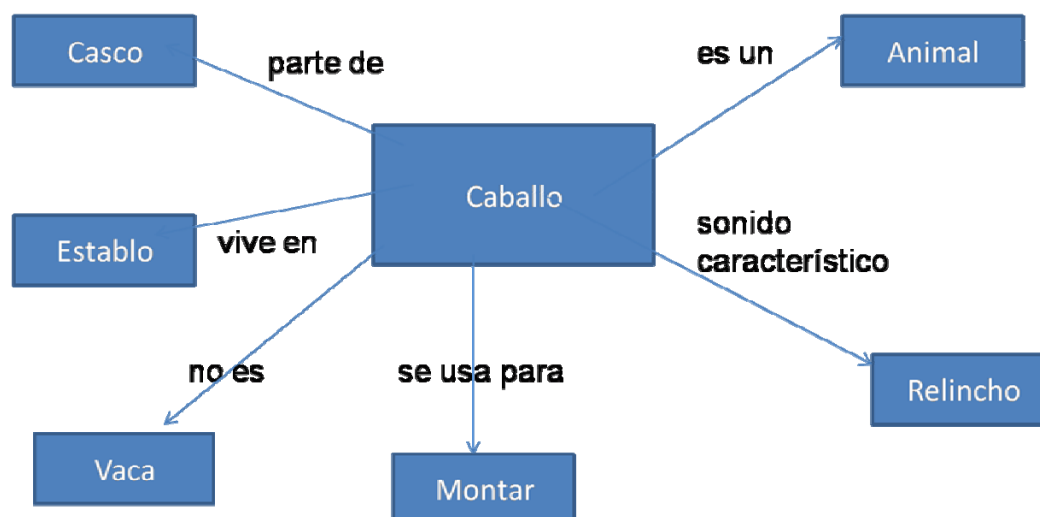 Casco
parte de
es un
Animal
Caballo
Establo
vive en
sonido
característico
no es
se usa para
Relincho
Vaca
Montar